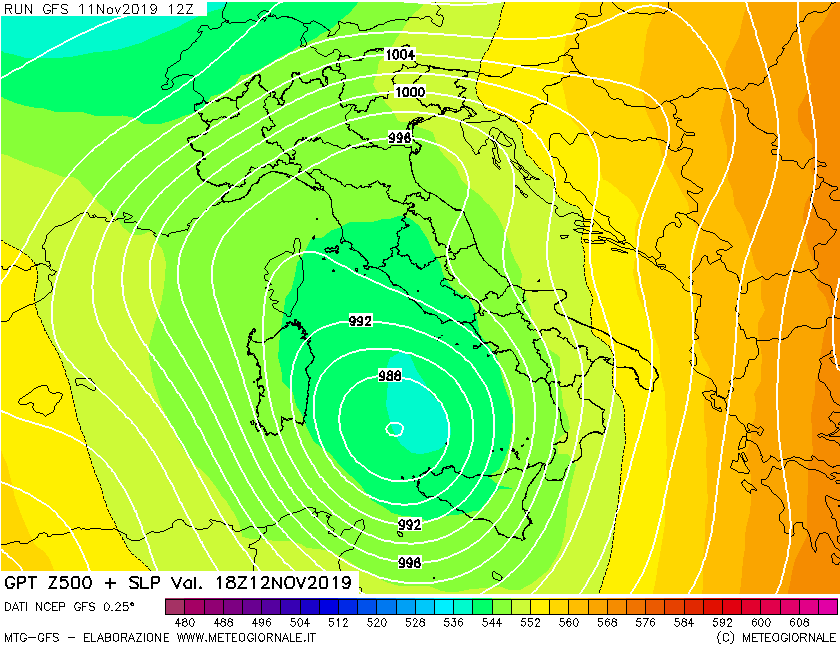 RUN GFS 11Nov2019 12Z
1004
1000
996
992
988
992
996
GPT Z500 + SLP Val. 18Z12NOV2019
DATI NCEP GFS 0.25°
480 488 496 504 512 520 528 536 544 552 560 568 576 584 592 600 608
MTG-GFS - ELABORAZIONE WWW.METEOGIORNALE.IT (C) METEOGIORNALE